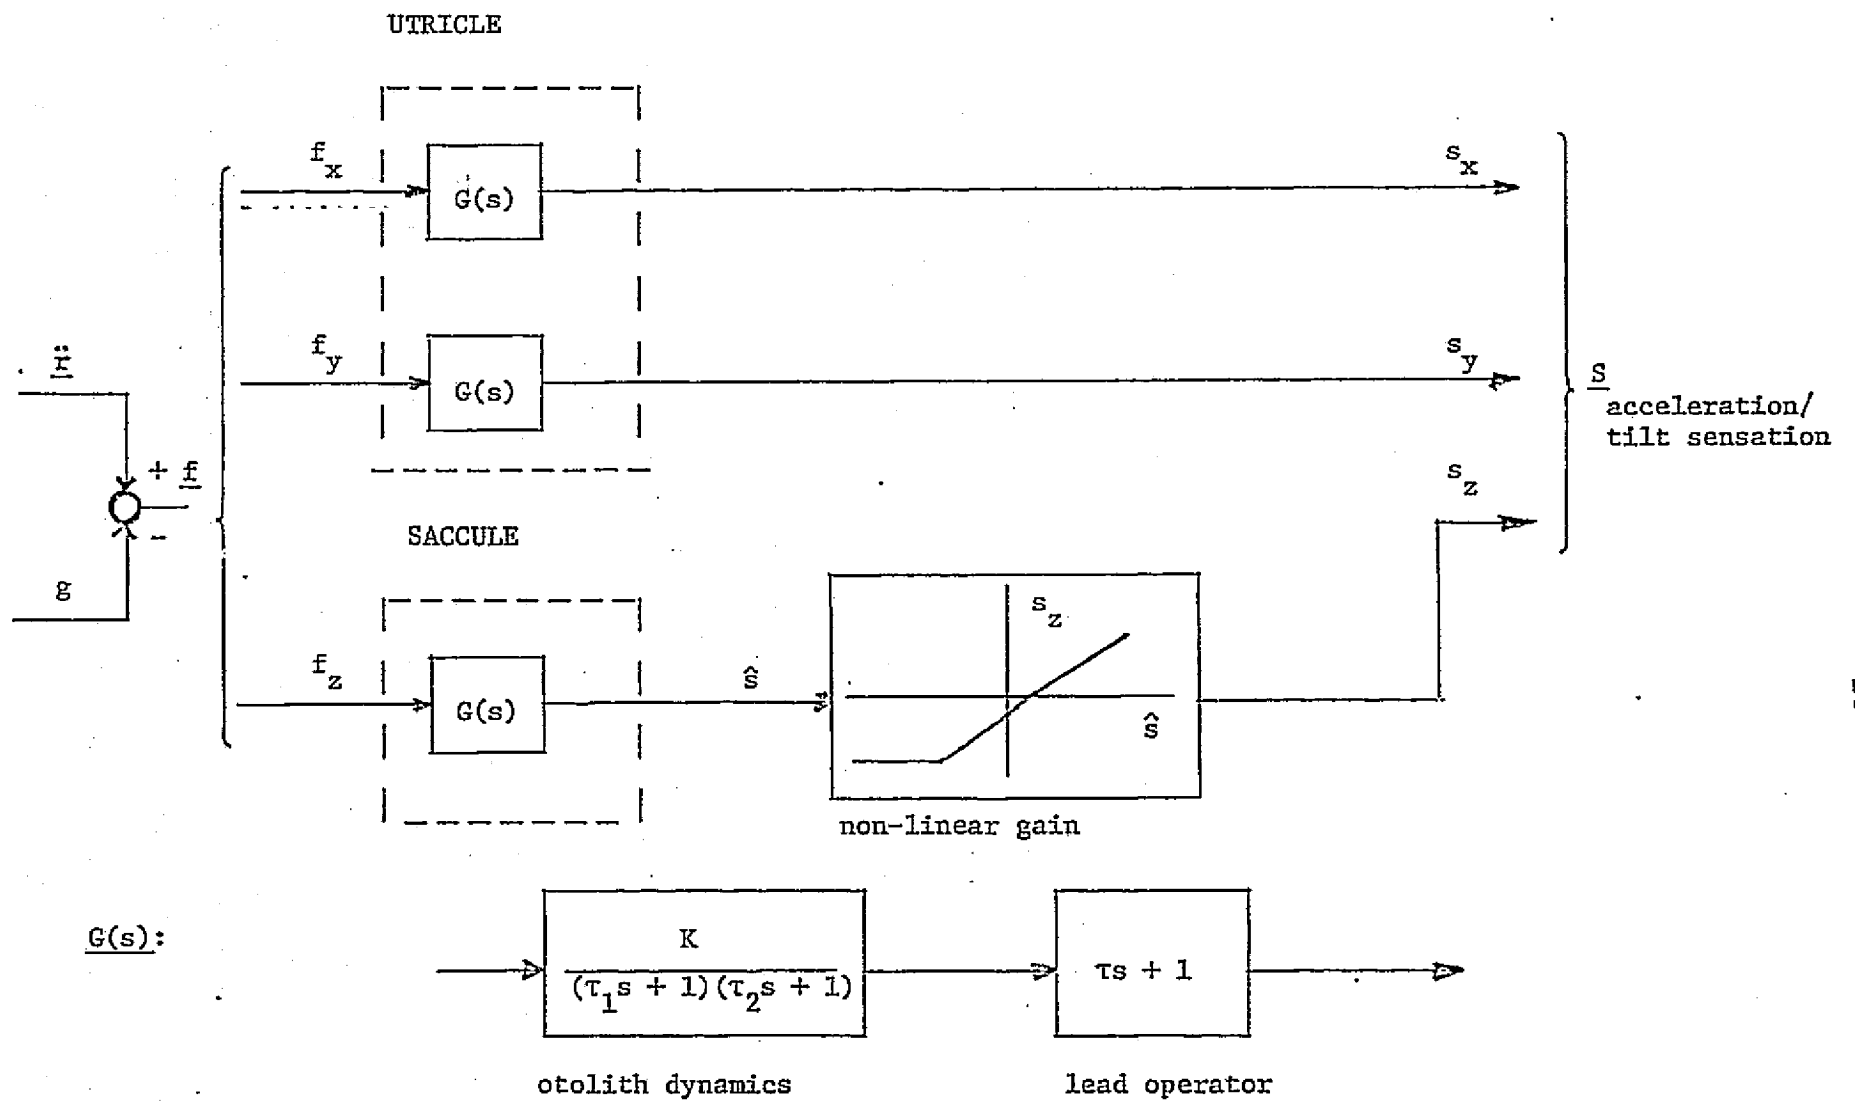 UTRICLE
f_x
G(s)
s_x
f_y
G(s)
s_y
r̈
+ f
-
g
S
acceleration/
tilt sensation
s_z
SACCULE
f_z
G(s)
ŝ
s_z
ŝ
non-linear gain
G(s):
K
(τ₁s + 1)(τ₂s + 1)
τs + 1
otolith dynamics
lead operator